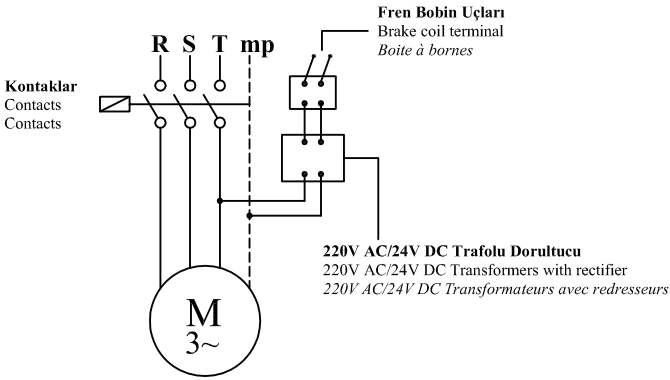 Fren Bobin Uçları
Brake coil terminal
Boite à bornes
R S T mp
Kontaklar
Contacts
Contacts
220V AC/24V DC Trafolu Dorultucu
220V AC/24V DC Transformers with rectifier
220V AC/24V DC Transformateurs avec redresseurs
M
3~